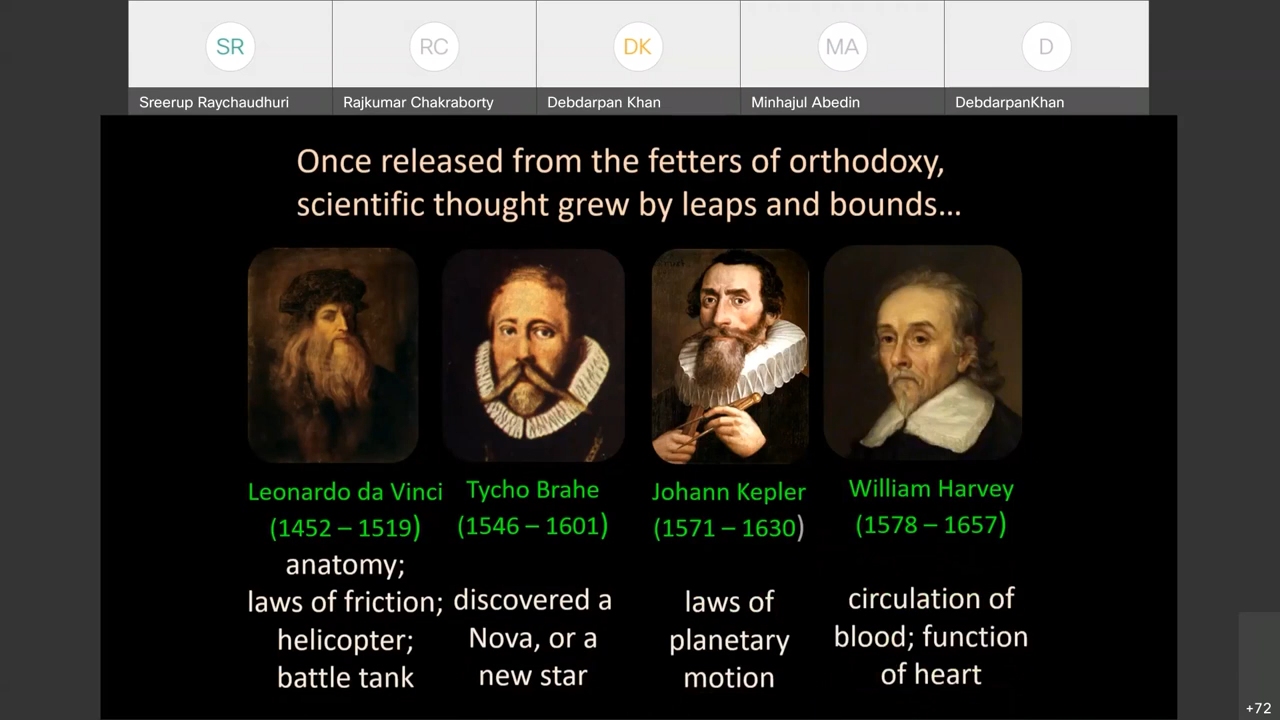 SR
RC
DK
MA
D
Sreerup Raychaudhuri
Rajkumar Chakraborty
Debdarpan Khan
Minhajul Abedin
DebdarpanKhan
Once released from the fetters of orthodoxy,
scientific thought grew by leaps and bounds…
Leonardo da Vinci
(1452 – 1519)
anatomy;
laws of friction;
helicopter;
battle tank
Tycho Brahe
(1546 – 1601)
discovered a
Nova, or a
new star
Johann Kepler
(1571 – 1630)
laws of
planetary
motion
William Harvey
(1578 – 1657)
circulation of
blood; function
of heart
+72